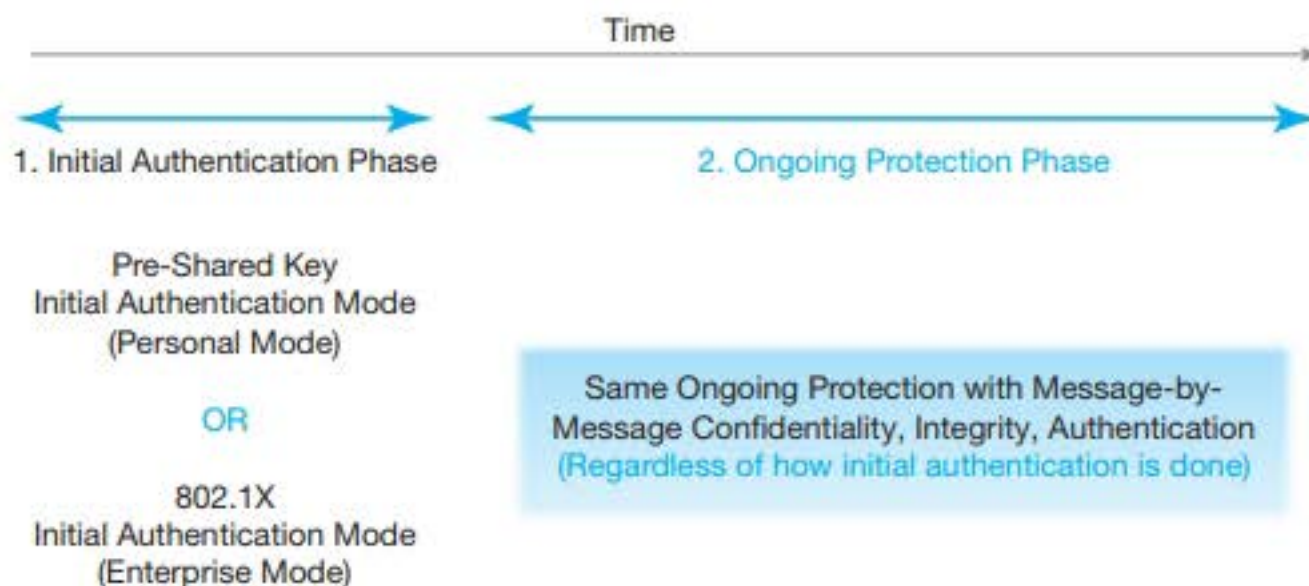 Time
1. Initial Authentication Phase
2. Ongoing Protection Phase
Pre-Shared Key
Initial Authentication Mode
(Personal Mode)
OR
802.1X
Initial Authentication Mode
(Enterprise Mode)
Same Ongoing Protection with Message-by-
Message Confidentiality, Integrity, Authentication
(Regardless of how initial authentication is done)